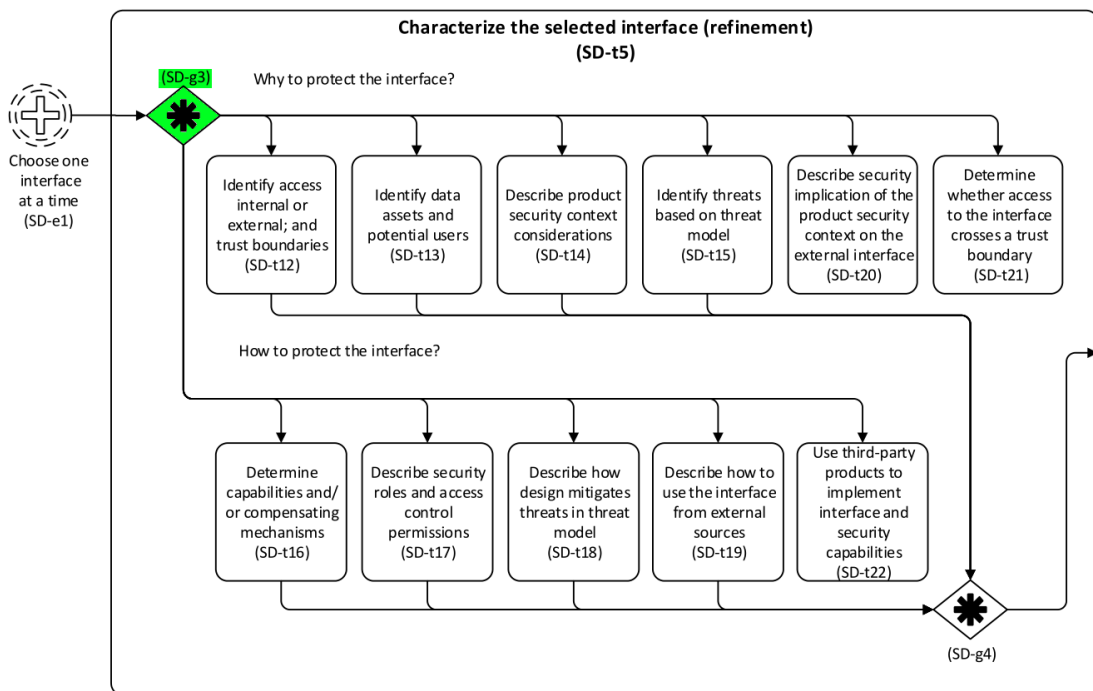 Characterize the selected interface (refinement)
(SD-t5)
(SD-g3)
Why to protect the interface?
Choose one
interface
at a time
(SD-e1)
Identify access
internal or
external; and
trust boundaries
(SD-t12)
Identify data
assets and
potential users
(SD-t13)
Describe product
security context
considerations
(SD-t14)
Identify threats
based on threat
model
(SD-t15)
Describe security
implication of the
product security
context on the
external interface
(SD-t20)
Determine
whether access
to the interface
crosses a trust
boundary
(SD-t21)
How to protect the interface?
Determine
capabilities and/
or compensating
mechanisms
(SD-t16)
Describe security
roles and access
control
permissions
(SD-t17)
Describe how
design mitigates
threats in threat
model
(SD-t18)
Describe how to
use the interface
from external
sources
(SD-t19)
Use third-party
products to
implement
interface and
security
capabilities
(SD-t22)
(SD-g4)